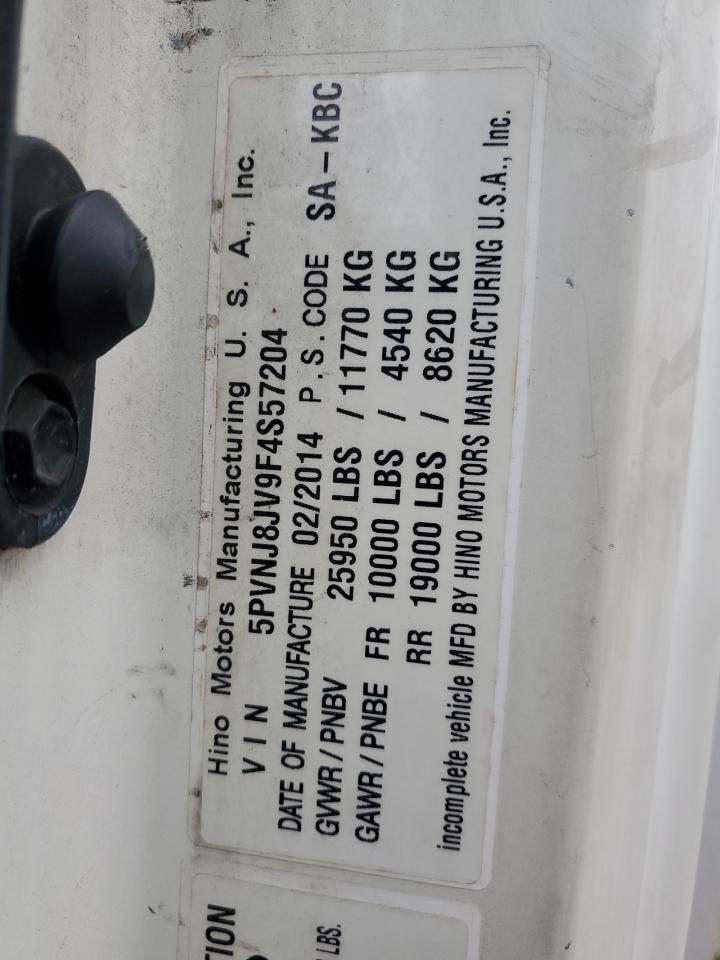 Hino Motors Manufacturing U. S. A., Inc.
VIN 5PVNJ8JV9F4S57204
DATE OF MANUFACTURE 02/2014 P.S.CODE SA-KBC
GVWR/PNBV 25950 LBS / 11770 KG
GAWR/PNBE FR 10000 LBS / 4540 KG
RR 19000 LBS / 8620 KG
incomplete vehicle MFD BY HINO MOTORS MANUFACTURING U.S.A., Inc.
LBS.